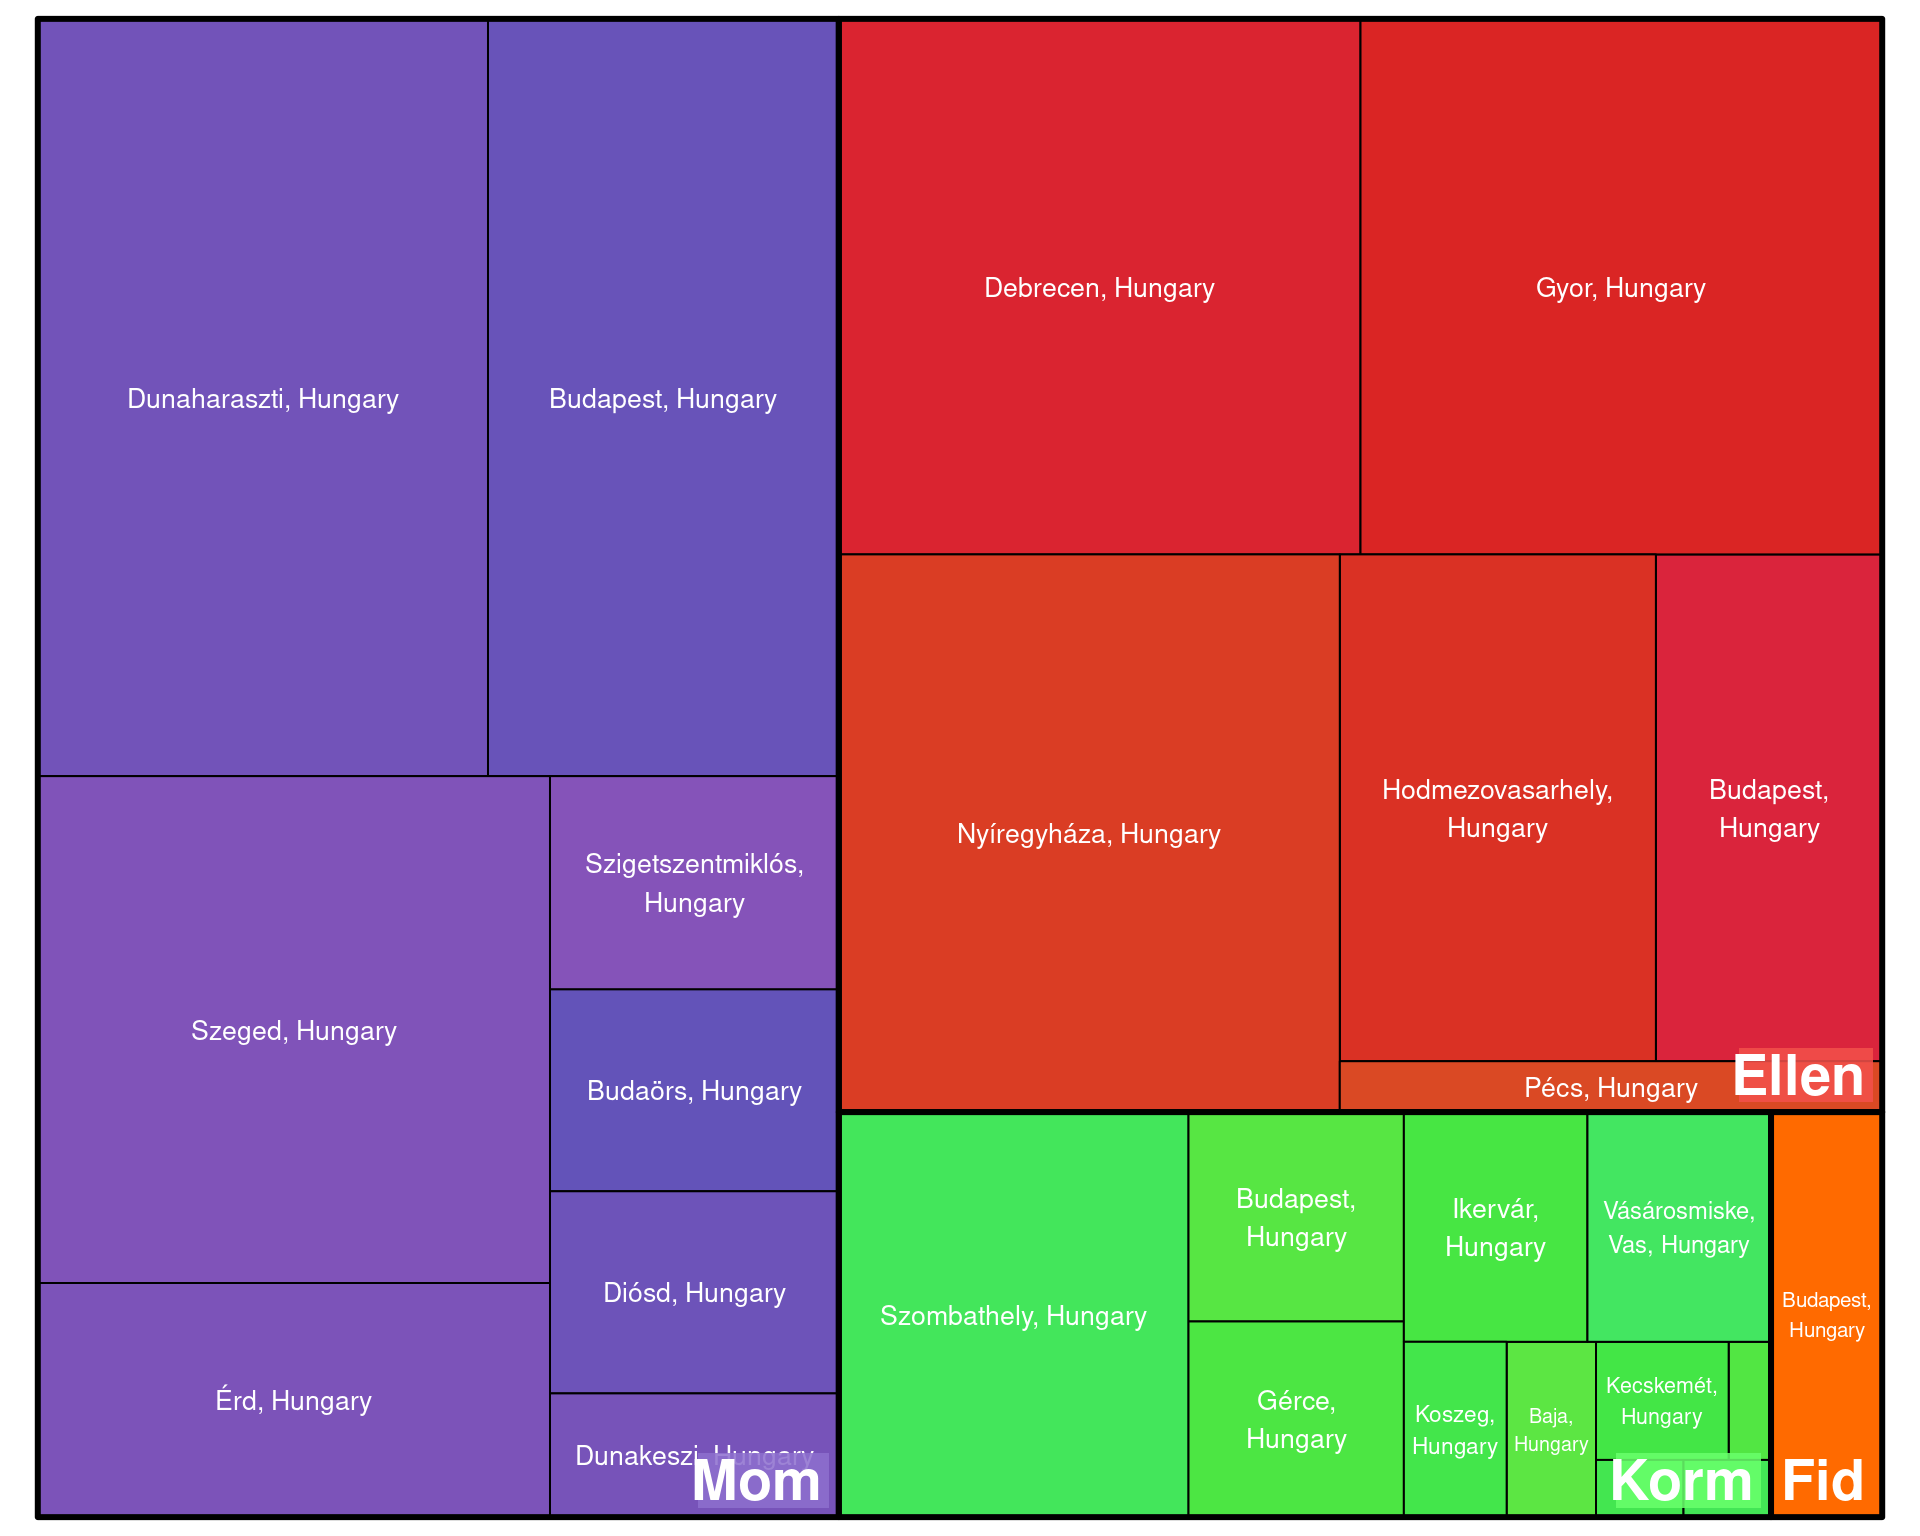 Dunaharaszti, Hungary
Budapest, Hungary
Szeged, Hungary
Szigetszentmiklós,
Hungary
Budaörs, Hungary
Diósd, Hungary
Érd, Hungary
Dunakeszi, Hungary
Mom
Debrecen, Hungary
Gyor, Hungary
Nyíregyháza, Hungary
Hodmezovasarhely,
Hungary
Budapest,
Hungary
Pécs, Hungary
Ellen
Szombathely, Hungary
Budapest,
Hungary
Gérce,
Hungary
Ikervár,
Hungary
Vásárosmiske,
Vas, Hungary
Koszeg,
Hungary
Baja,
Hungary
Kecskemét,
Hungary
Korm
Budapest,
Hungary
Fid